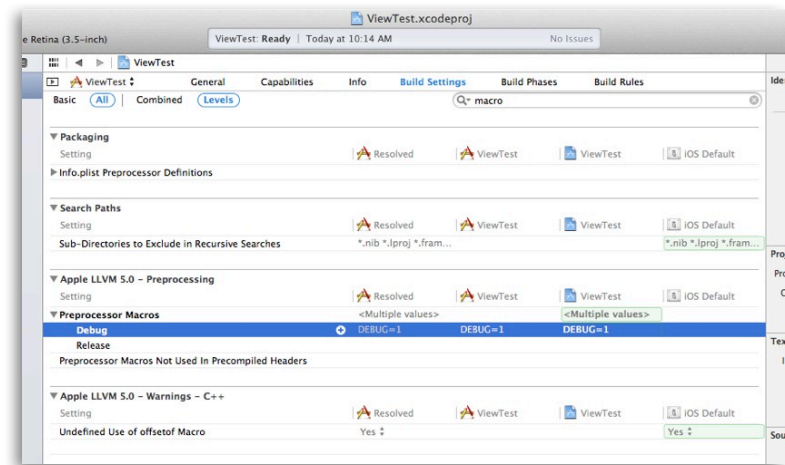 ViewTest.xcodeproj
e Retina (3.5-inch) ViewTest: Ready | Today at 10:14 AM No Issues
ViewTest
ViewTest General Capabilities Info Build Settings Build Phases Build Rules Ide
Basic All Combined Levels macro
Packaging
Setting Resolved ViewTest ViewTest iOS Default
Info.plist Preprocessor Definitions
Search Paths
Setting Resolved ViewTest ViewTest iOS Default
Sub-Directories to Exclude in Recursive Searches *.nib *.lproj *.fram... *.nib *.lproj *.fram...
Proj
Pro
Apple LLVM 5.0 - Preprocessing
Setting Resolved ViewTest ViewTest iOS Default
Preprocessor Macros <Multiple values> <Multiple values>
Debug DEBUG=1 DEBUG=1 DEBUG=1
Release Tex
Preprocessor Macros Not Used In Precompiled Headers
Apple LLVM 5.0 - Warnings - C++
Setting Resolved ViewTest ViewTest iOS Default
Undefined Use of offsetof Macro Yes Yes Sou